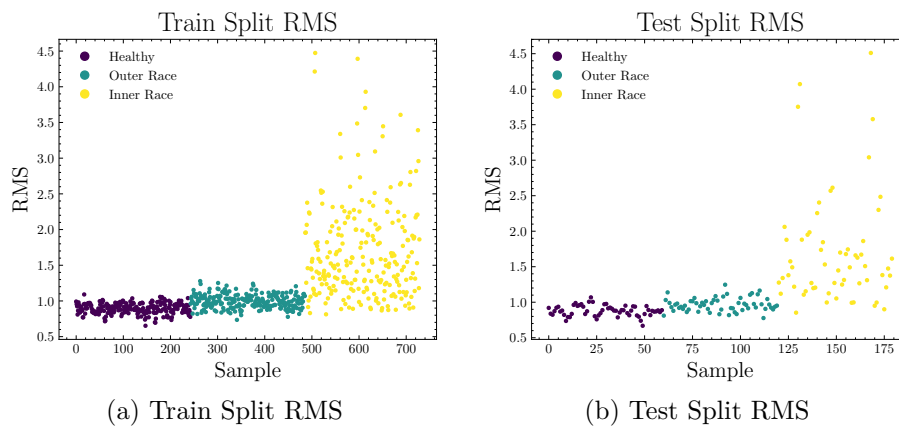 Train Split RMS
Healthy
Outer Race
Inner Race
RMS
4.5
4.0
3.5
3.0
2.5
2.0
1.5
1.0
0.5
0 100 200 300 400 500 600 700
Sample
(a) Train Split RMS
Test Split RMS
Healthy
Outer Race
Inner Race
RMS
4.5
4.0
3.5
3.0
2.5
2.0
1.5
1.0
0.5
0 25 50 75 100 125 150 175
Sample
(b) Test Split RMS